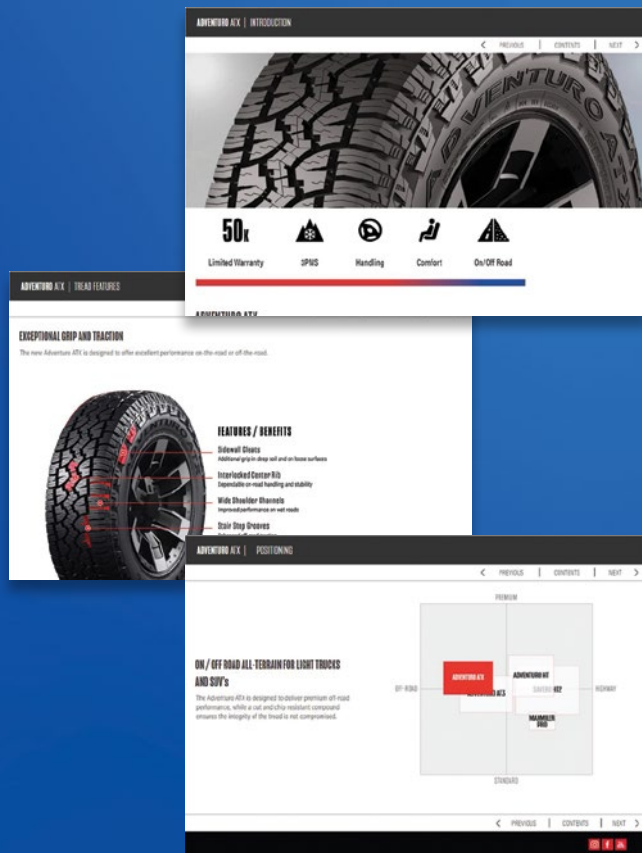 ADVENTURO ATX | INTRODUCTION
< PREVIOUS | CONTENTS | NEXT >
ADVENTURO ATX
50K
Limited Warranty
3PMS
Handling
Comfort
On/Off Road
ADVENTURO ATX
ADVENTURO ATX | TREAD FEATURES
EXCEPTIONAL GRIP AND TRACTION
The new Adventuro ATX is designed to offer excellent performance on-the-road or off-the-road.
ADVENTURO
FEATURES / BENEFITS
Sidewall Cleats
Additional grip in deep soil and on loose surfaces
Interlocked Center Rib
Dependable on-road handling and stability
Wide Shoulder Channels
Improved performance on wet roads
Stair Step Grooves
ADVENTURO ATX | POSITIONING
< PREVIOUS | CONTENTS | NEXT >
ON / OFF ROAD ALL-TERRAIN FOR LIGHT TRUCKS
AND SUV's
The Adventuro ATX is designed to deliver premium off-road
performance, while a cut and chip resistant compound
ensures the integrity of the tread is not compromised.
PREMIUM
OFF-ROAD
HIGHWAY
STANDARD
ADVENTURO ATX
ADVENTURO HT
< PREVIOUS | CONTENTS | NEXT >